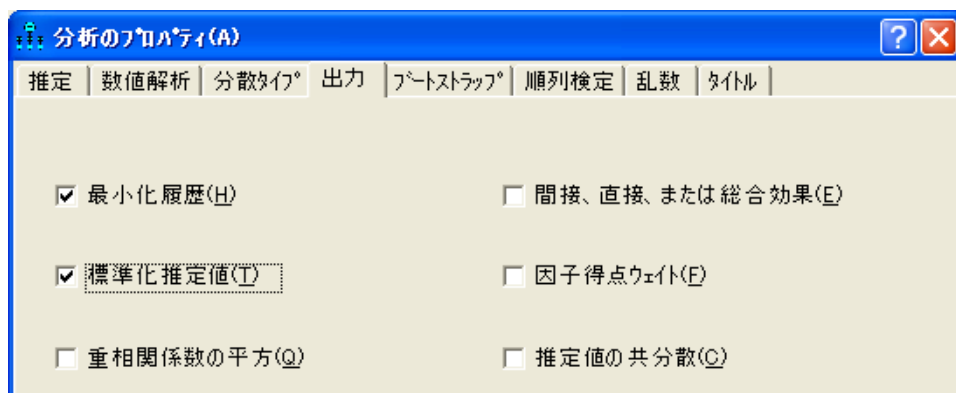 分析のﾌﾟﾛﾊﾟﾃｨ(A)
推定 数値解析 分散ﾀｲﾌﾟ 出力 ﾌﾞｰﾄｽﾄﾗｯﾌﾟ 順列検定 乱数 ﾀｲﾄﾙ
最小化履歴(H) 間接、直接、または総合効果(E)
標準化推定値(T) 因子得点ｳｪｲﾄ(F)
重相関係数の平方(Q) 推定値の共分散(C)